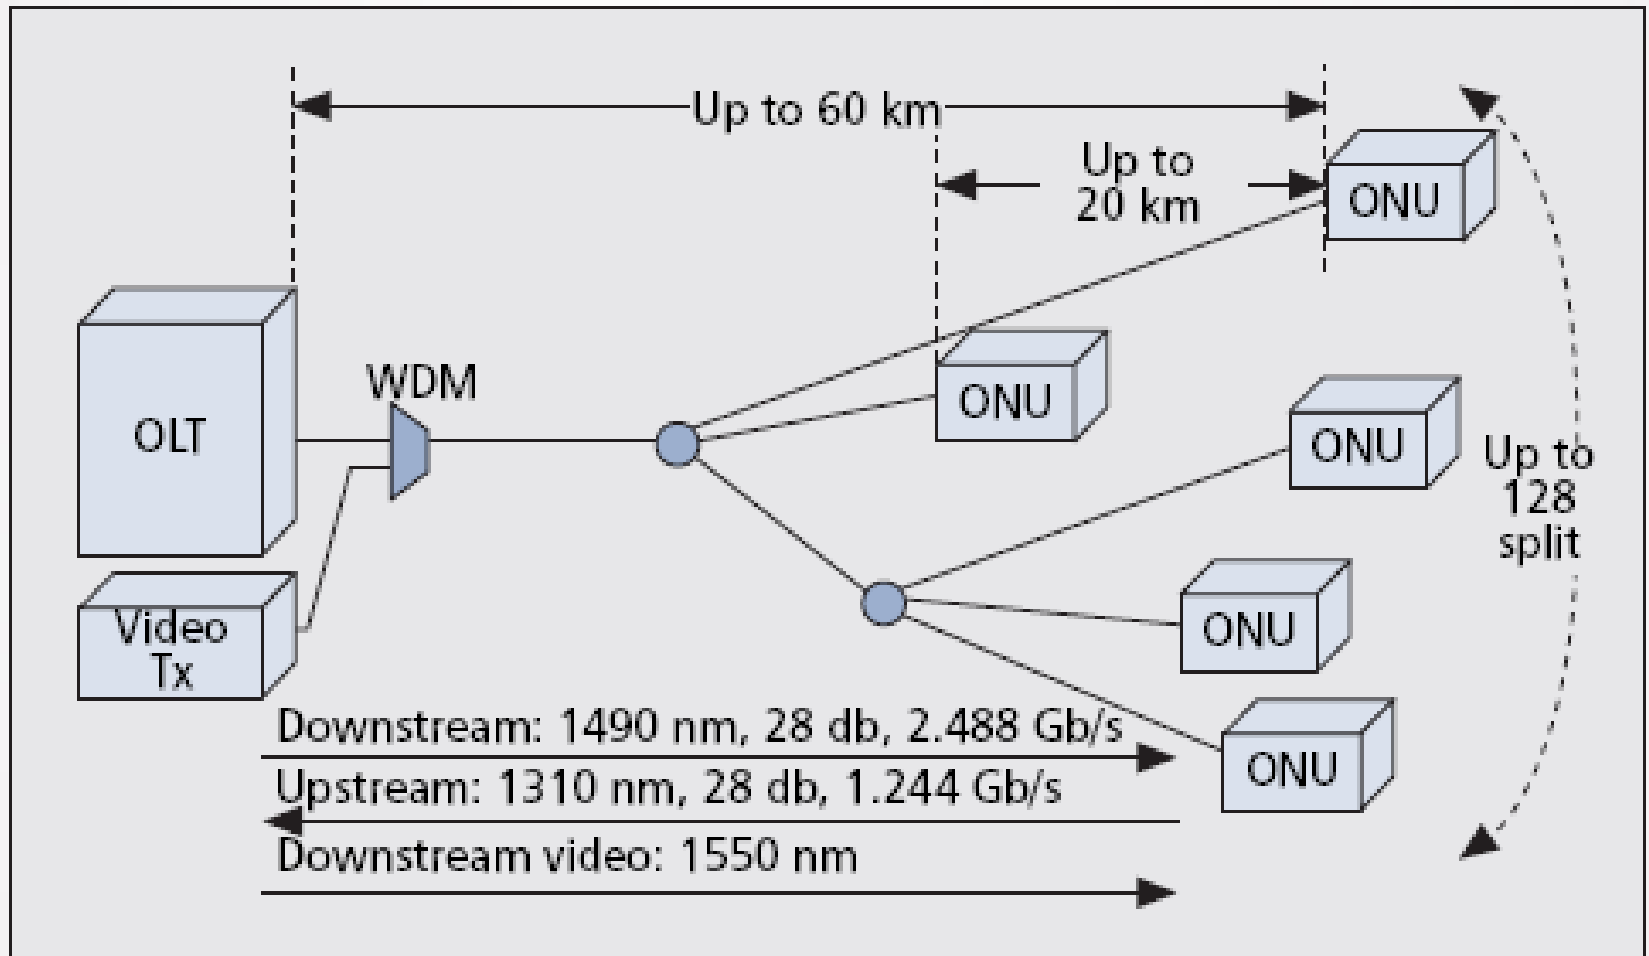 Up to 60 km
Up to
20 km
ONU
WDM
OLT
ONU
ONU
Up to
128
split
Video
Tx
ONU
ONU
Downstream: 1490 nm, 28 db, 2.488 Gb/s
Upstream: 1310 nm, 28 db, 1.244 Gb/s
Downstream video: 1550 nm